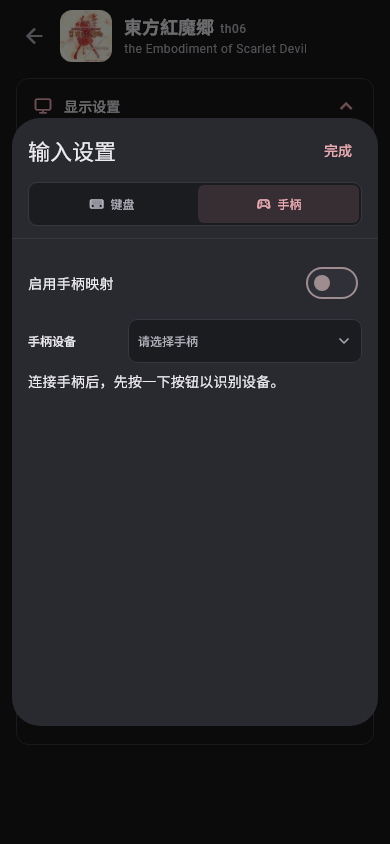 東方紅魔郷 th06
the Embodiment of Scarlet Devil
显示设置
输入设置
完成
键盘
手柄
启用手柄映射
手柄设备
请选择手柄
连接手柄后，先按一下按钮以识别设备。